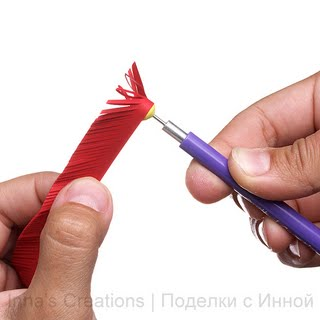 Inna's Creations | Поделки с Инной